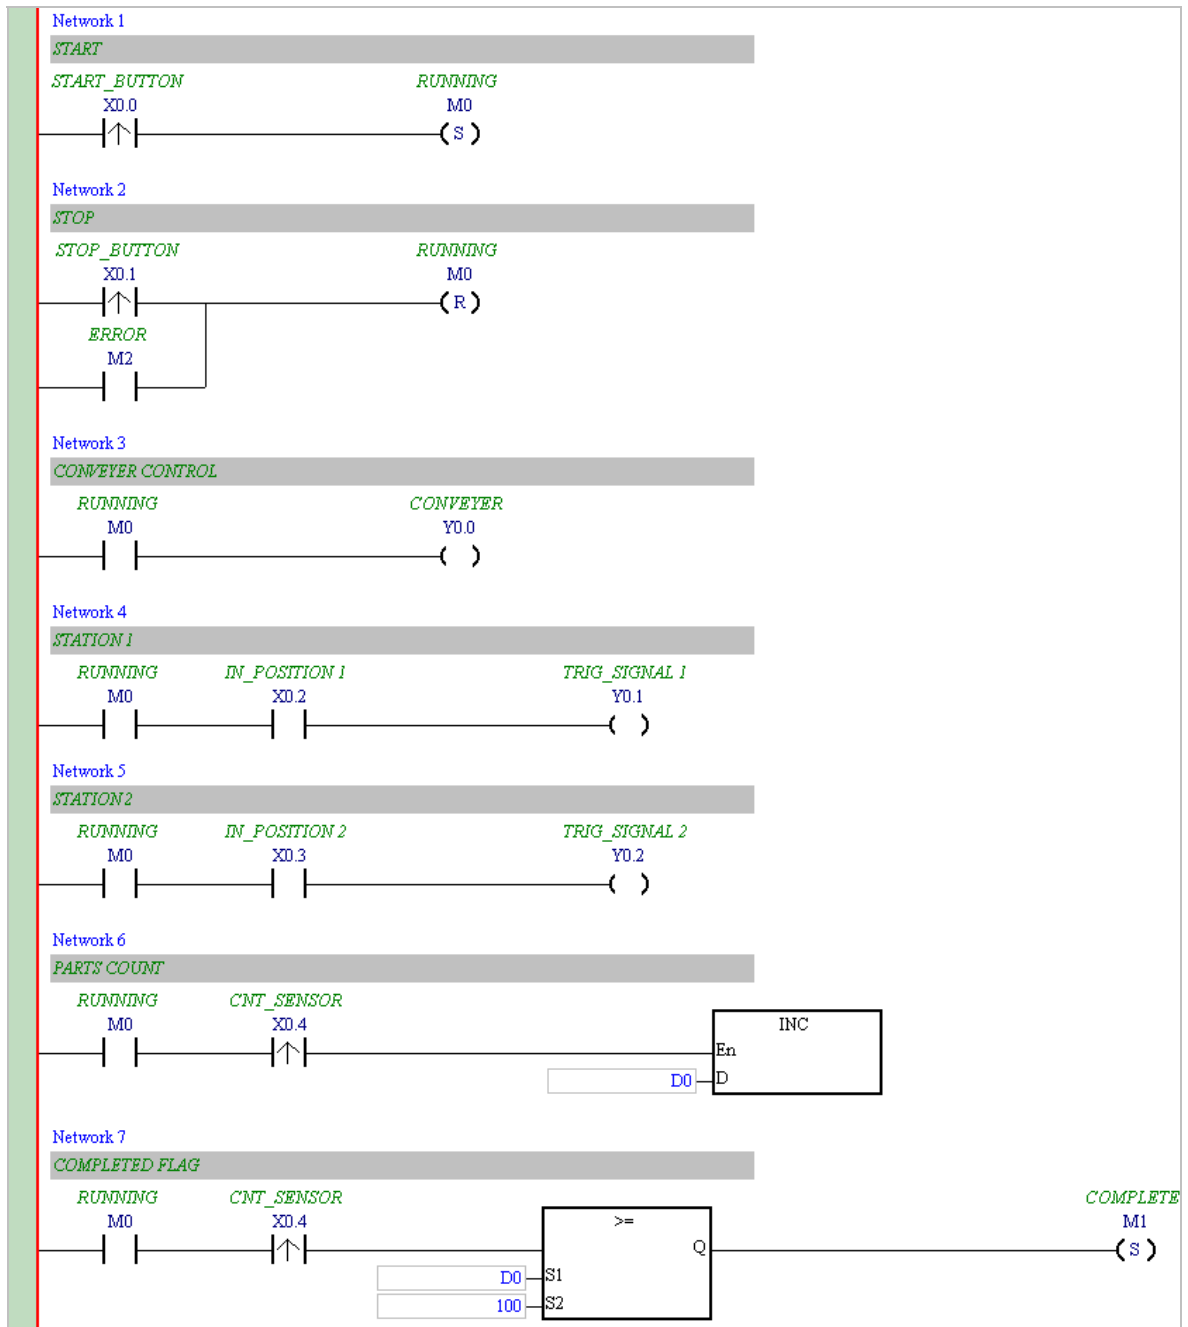 Network 1
START
START_BUTTON RUNNING
X0.0 M0
S
Network 2
STOP
STOP_BUTTON RUNNING
X0.1 M0
R
ERROR
M2
Network 3
CONVEYER CONTROL
RUNNING CONVEYER
M0 Y0.0
Network 4
STATION 1
RUNNING IN_POSITION 1 TRIG_SIGNAL 1
M0 X0.2 Y0.1
Network 5
STATION2
RUNNING IN_POSITION 2 TRIG_SIGNAL 2
M0 X0.3 Y0.2
Network 6
PARTS COUNT
RUNNING CNT_SENSOR
M0 X0.4 INC
En
D0 D
Network 7
COMPLETED FLAG
RUNNING CNT_SENSOR COMPLETE
M0 X0.4 >= M1
Q S
D0 S1
100 S2